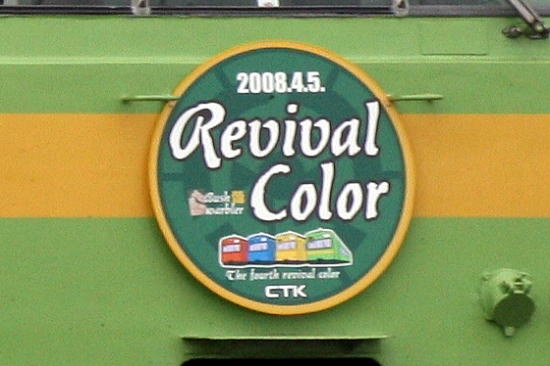 2008.4.5.
Revival
Color
Bush
warbler
The fourth revival color
CTK